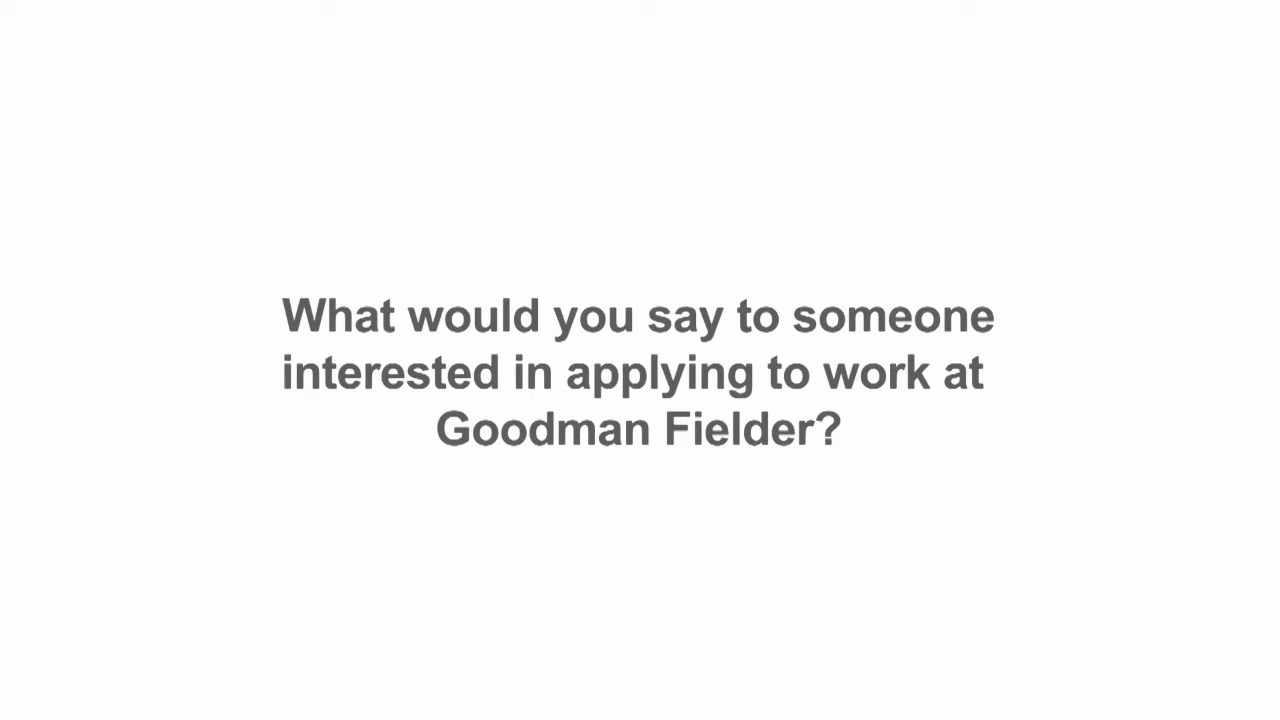 What would you say to someone
interested in applying to work at
Goodman Fielder?